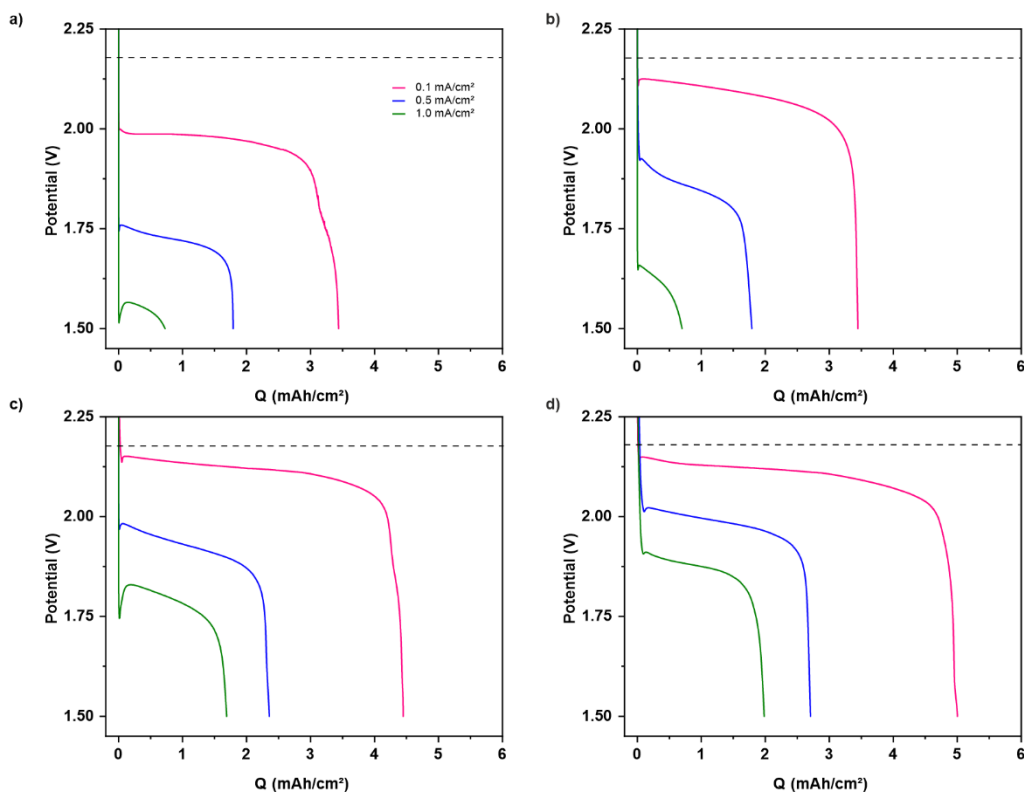 a)
2.25
2.00
1.75
1.50
Potential (V)
0.1 mA/cm²
0.5 mA/cm²
1.0 mA/cm²
0 1 2 3 4 5 6
Q (mAh/cm²)
b)
2.25
2.00
1.75
1.50
Potential (V)
0 1 2 3 4 5 6
Q (mAh/cm²)
c)
2.25
2.00
1.75
1.50
Potential (V)
0 1 2 3 4 5 6
Q (mAh/cm²)
d)
2.25
2.00
1.75
1.50
Potential (V)
0 1 2 3 4 5 6
Q (mAh/cm²)